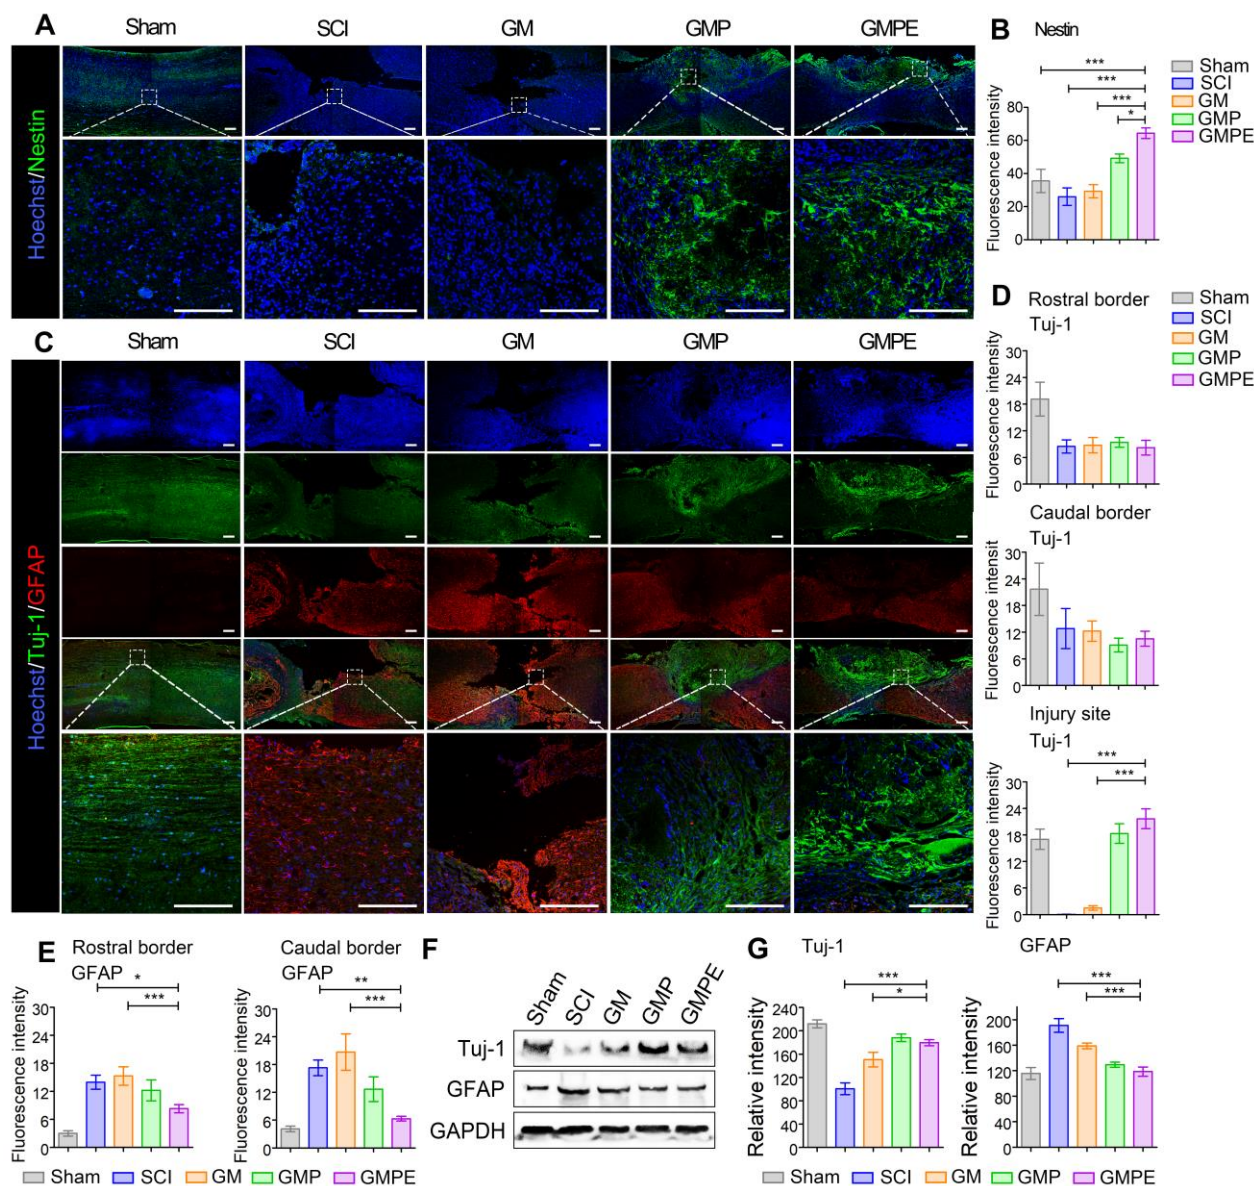 A
Sham SCI GM GMP GMPE
Hoechst/Nestin
B Nestin
***
***
***
*
Fluorescence intensity
80
60
40
20
0
Sham
SCI
GM
GMP
GMPE
C
Sham SCI GM GMP GMPE
Hoechst/Tuj-1/GFAP
D Rostral border
Tuj-1
Fluorescence intensity
30
24
18
12
6
0
Sham
SCI
GM
GMP
GMPE
Caudal border
Tuj-1
Fluorescence intensit
30
24
18
12
6
0
Injury site
Tuj-1
***
***
Fluorescence intensity
30
24
18
12
6
0
E Rostral border
GFAP
*
***
Fluorescence intensity
30
24
18
12
6
0
Caudal border
GFAP
**
***
Fluorescence intensity
30
24
18
12
6
0
Sham SCI GM GMP GMPE
F
Sham SCI GM GMP GMPE
Tuj-1
GFAP
GAPDH
G Tuj-1
***
*
Relative intensity
240
200
160
120
80
40
0
GFAP
***
***
Relative intensity
200
160
120
80
40
0
Sham SCI GM GMP GMPE